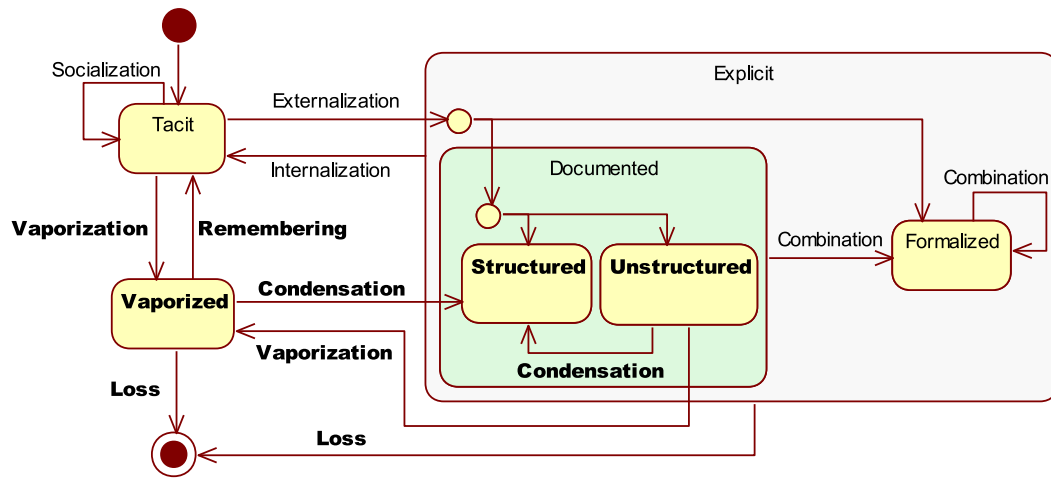 Socialization
Explicit
Externalization
Tacit
Internalization
Documented
Combination
Vaporization
Remembering
Combination
Formalized
Structured
Unstructured
Vaporized
Condensation
Vaporization
Condensation
Loss
Loss